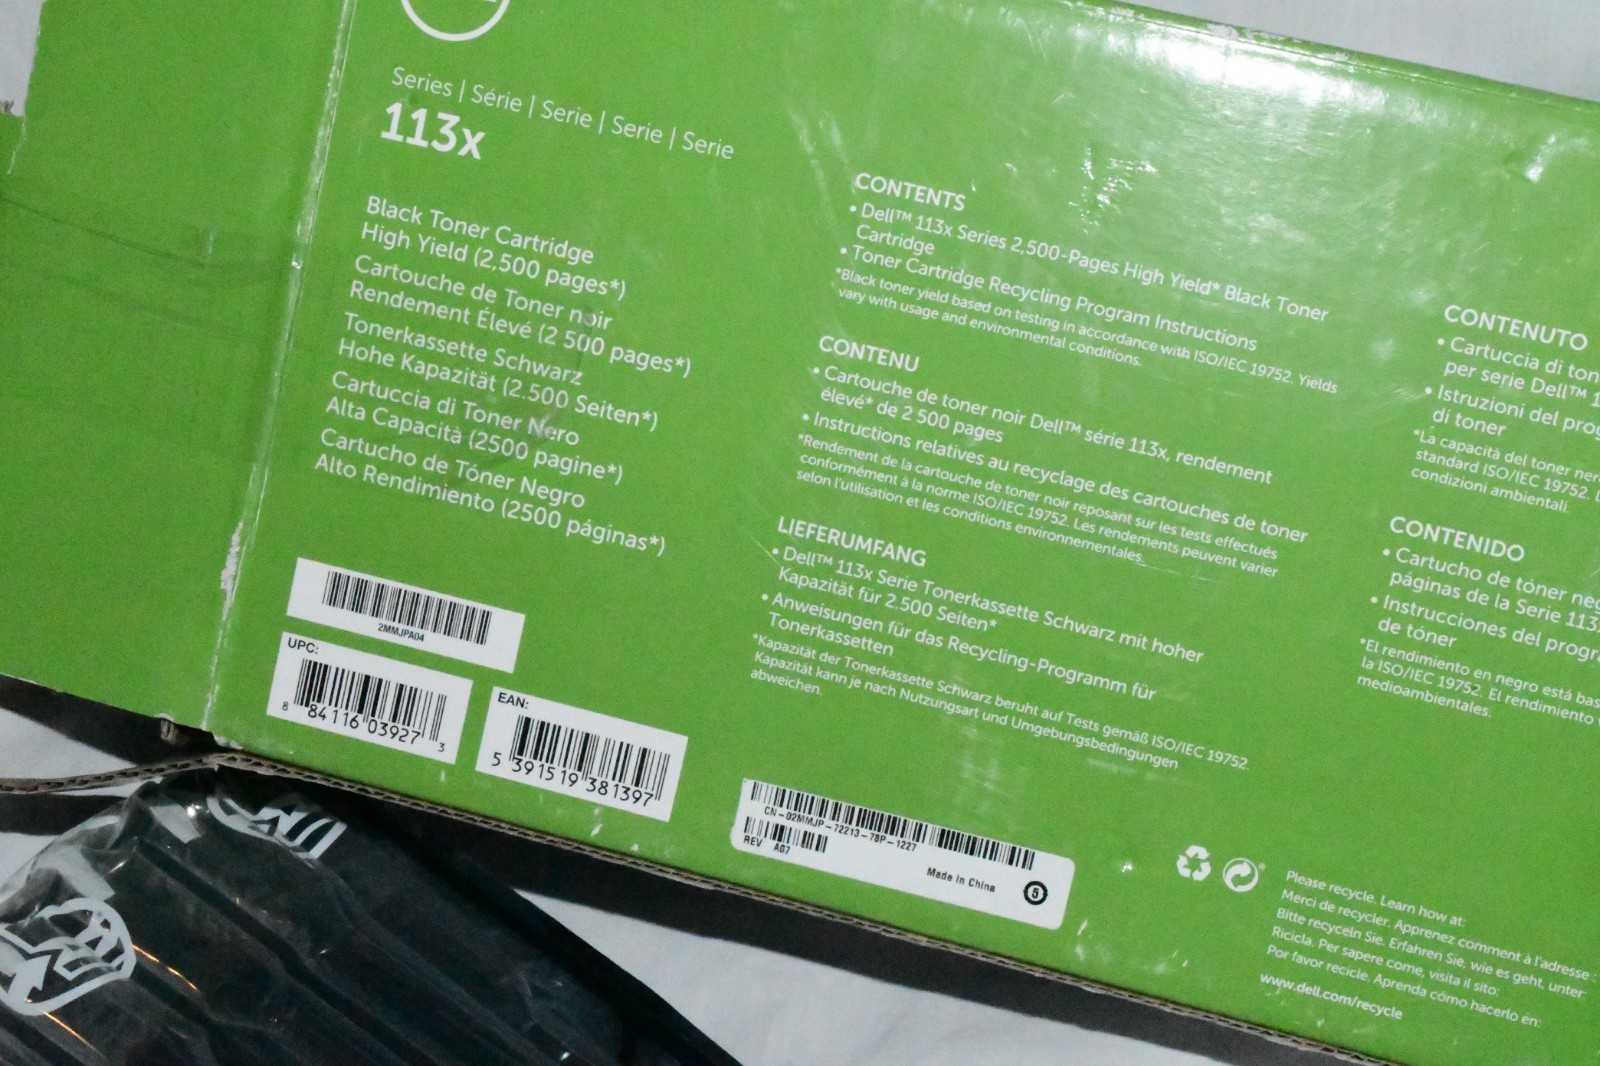 Series | Série | Serie | Serie | Serie
113x
Black Toner Cartridge
High Yield (2,500 pages*)
Cartouche de Toner noir
Rendement Élevé (2 500 pages*)
Tonerkassette Schwarz
Hohe Kapazität (2.500 Seiten*)
Cartuccia di Toner Nero
Alta Capacità (2500 pagine*)
Cartucho de Tóner Negro
Alto Rendimiento (2500 páginas*)
2MMJPA04
UPC:
8 84116 03927 3
EAN:
5 391519 381397
CONTENTS
• Dell™ 113x Series 2,500-Pages High Yield* Black Toner
Cartridge
• Toner Cartridge Recycling Program Instructions
*Black toner yield based on testing in accordance with ISO/IEC 19752. Yields
vary with usage and environmental conditions.
CONTENU
• Cartouche de toner noir Dell™ série 113x, rendement
élevé* de 2 500 pages
• Instructions relatives au recyclage des cartouches de toner
*Rendement de la cartouche de toner noir reposant sur les tests effectués
conformément à la norme ISO/IEC 19752. Les rendements peuvent varier
selon l'utilisation et les conditions environnementales.
LIEFERUMFANG
• Dell™ 113x Serie Tonerkassette Schwarz mit hoher
Kapazität für 2.500 Seiten*
• Anweisungen für das Recycling-Programm für
Tonerkassetten
*Kapazität der Tonerkassette Schwarz beruht auf Tests gemäß ISO/IEC 19752.
Kapazität kann je nach Nutzungsart und Umgebungsbedingungen
abweichen.
CN-02MMJP-72213-78P-1227
REV A07
Made in China
5
CONTENUTO
• Cartuccia di ton
per serie Dell™ 1
• Istruzioni del prog
di toner
*La capacità del toner ner
standard ISO/IEC 19752.
condizioni ambientali.
CONTENIDO
• Cartucho de tóner neg
páginas de la Serie 113
• Instrucciones del progr
de tóner
*El rendimiento en negro está bas
la ISO/IEC 19752. El rendimiento
medioambientales.
Please recycle. Learn how at:
Merci de recycler. Apprenez comment à l'adresse :
Bitte recyceln Sie. Erfahren Sie, wie es geht, unter:
Ricicla. Per sapere come, visita il sito:
Por favor recicle. Aprenda cómo hacerlo en:
www.dell.com/recycle